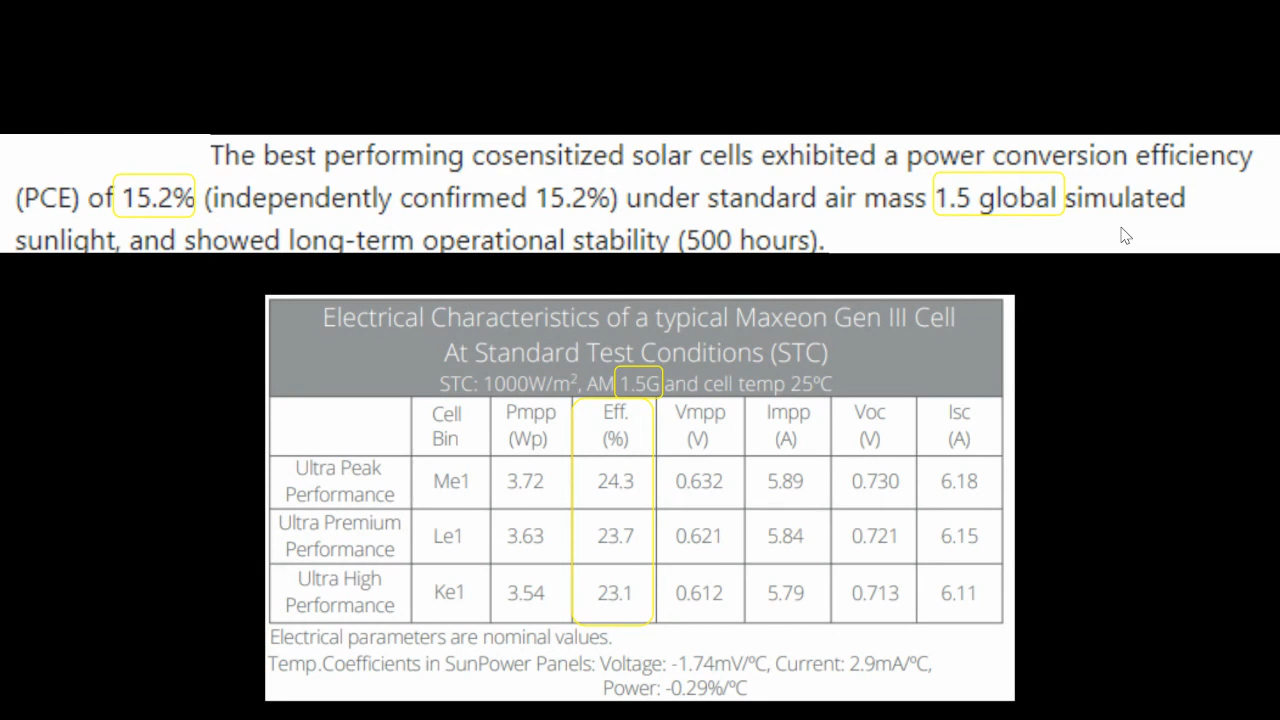 The best performing cosensitized solar cells exhibited a power conversion efficiency
(PCE) of 15.2% (independently confirmed 15.2%) under standard air mass 1.5 global simulated
sunlight, and showed long-term operational stability (500 hours).
Electrical Characteristics of a typical Maxeon Gen III Cell
At Standard Test Conditions (STC)
STC: 1000W/m², AM 1.5G and cell temp 25ºC
Cell Bin Pmpp (Wp) Eff. (%) Vmpp (V) Impp (A) Voc (V) Isc (A)
Ultra Peak Performance Me1 3.72 24.3 0.632 5.89 0.730 6.18
Ultra Premium Performance Le1 3.63 23.7 0.621 5.84 0.721 6.15
Ultra High Performance Ke1 3.54 23.1 0.612 5.79 0.713 6.11
Electrical parameters are nominal values.
Temp.Coefficients in SunPower Panels: Voltage: -1.74mV/ºC, Current: 2.9mA/ºC,
Power: -0.29%/ºC